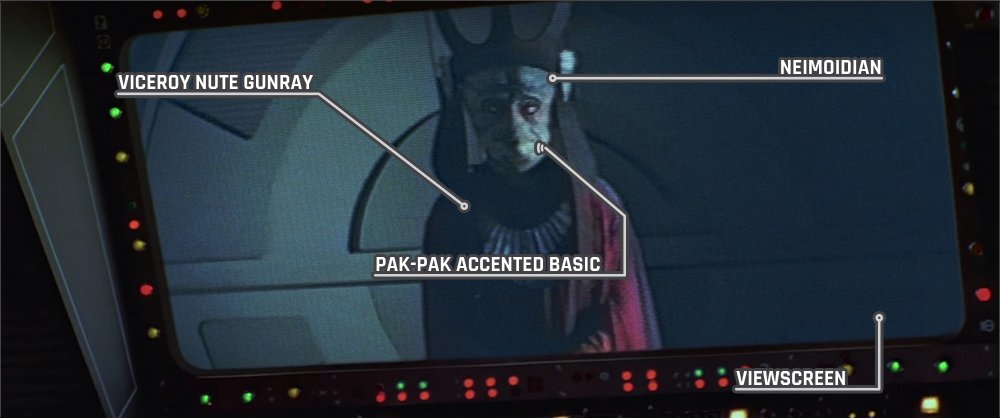 NEIMOIDIAN
VICEROY NUTE GUNRAY
PAK-PAK ACCENTED BASIC
VIEWSCREEN